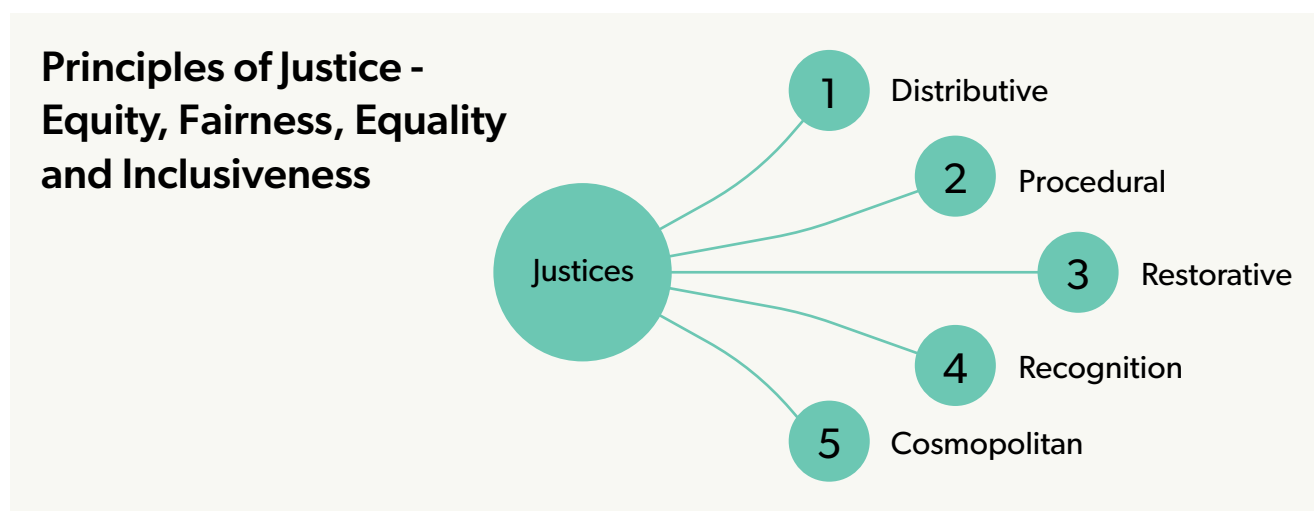 Principles of Justice -
Equity, Fairness, Equality
and Inclusiveness
Justices
1 Distributive
2 Procedural
3 Restorative
4 Recognition
5 Cosmopolitan